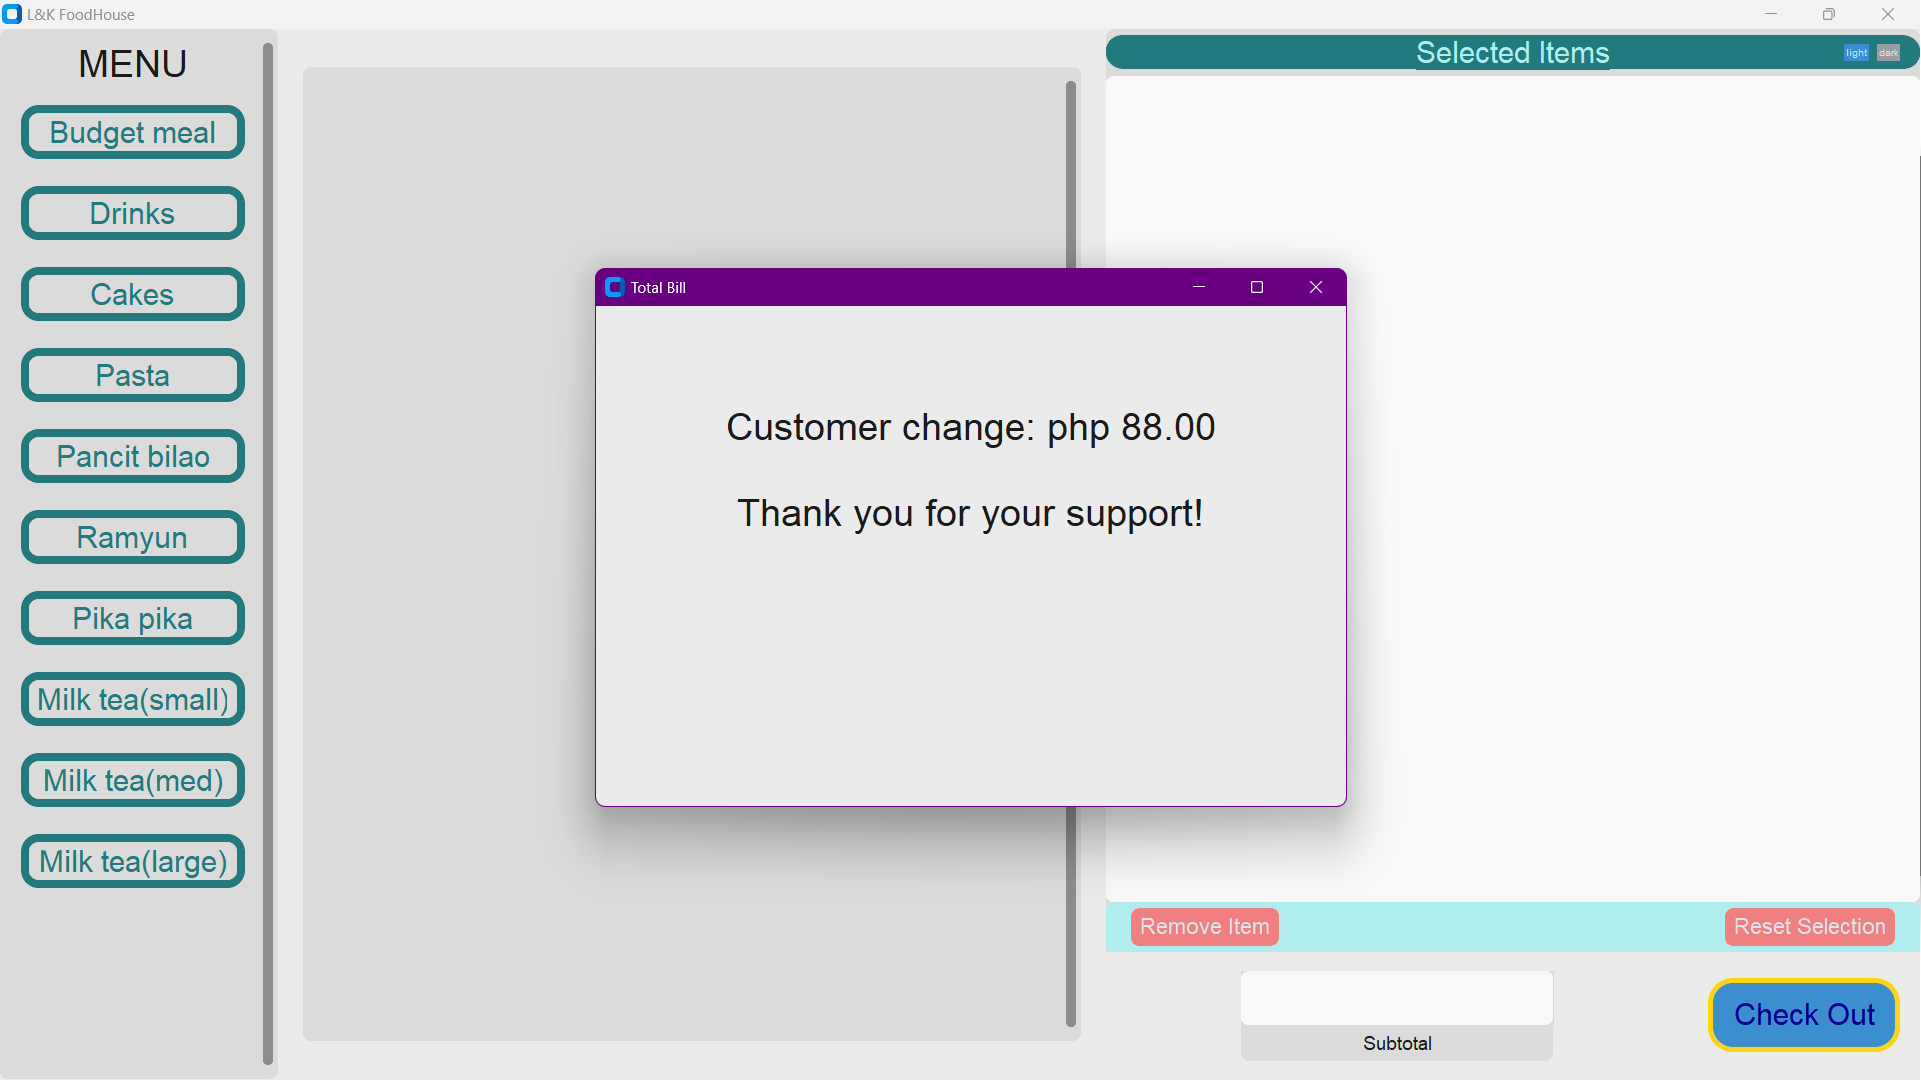 L&K FoodHouse
MENU
Budget meal
Drinks
Cakes
Pasta
Pancit bilao
Ramyun
Pika pika
Milk tea(small)
Milk tea(med)
Milk tea(large)
Selected Items
light
dark
Total Bill
Customer change: php 88.00
Thank you for your support!
Remove Item
Reset Selection
Subtotal
Check Out